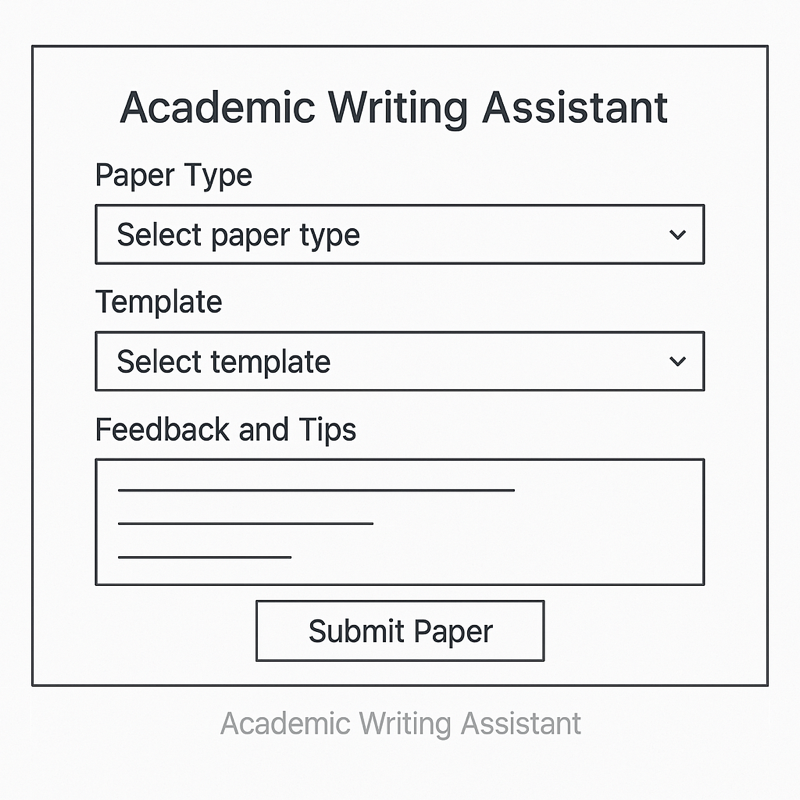 Academic Writing Assistant
Paper Type
Select paper type
Template
Select template
Feedback and Tips
Submit Paper
Academic Writing Assistant